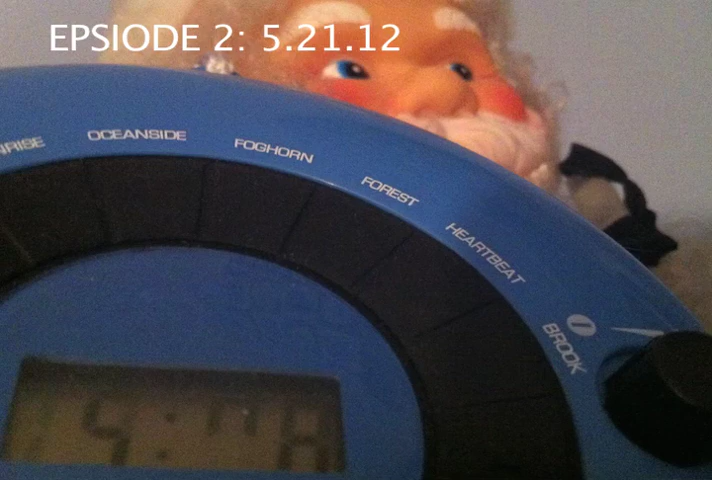 EPSIODE 2: 5.21.12
OCEANSIDE
FOGHORN
FOREST
HEARTBEAT
BROOK